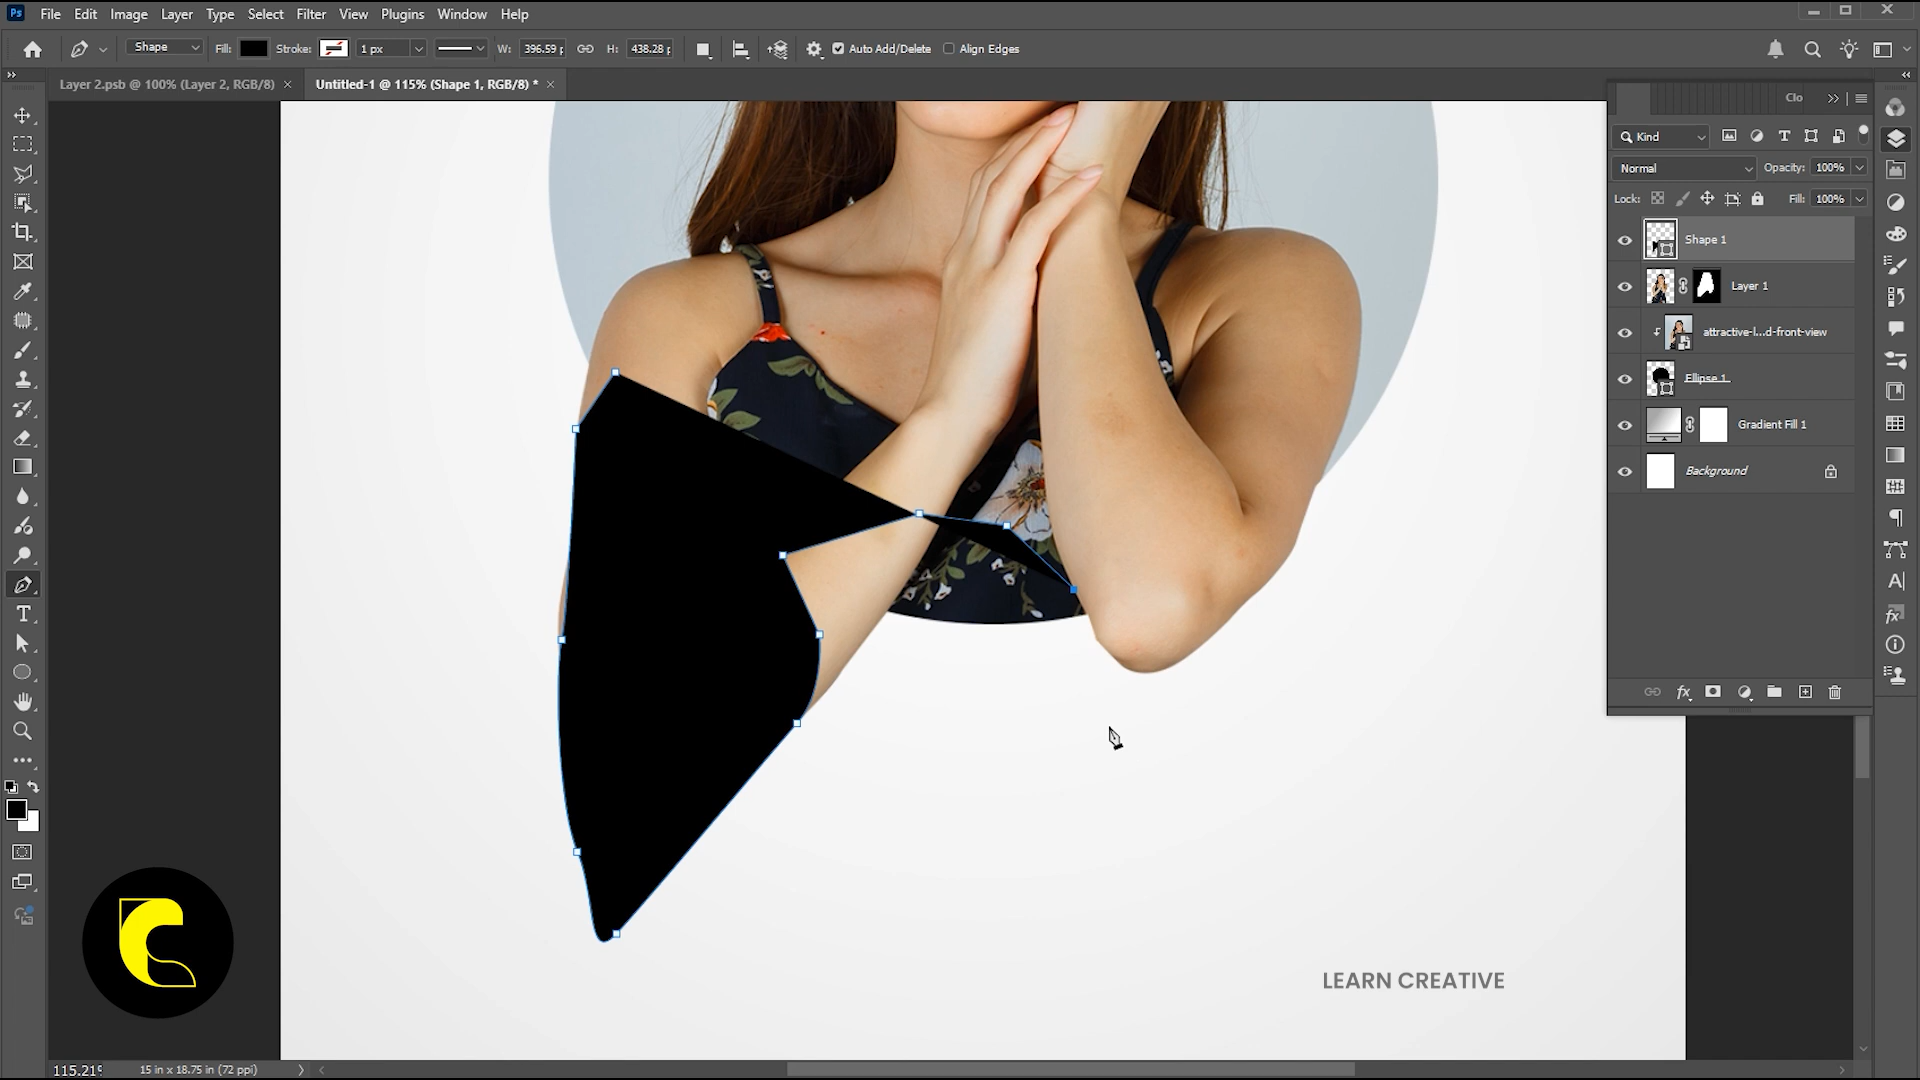 Ps File Edit Image Layer Type Select Filter View Plugins Window Help
Shape Fill: Stroke: 1 px W: 396.59 p H: 438.28 p Auto Add/Delete Align Edges
Layer 2.psb @ 100% (Layer 2, RGB/8) × Untitled-1 @ 115% (Shape 1, RGB/8) * ×
Clo
Kind
Normal Opacity: 100%
Lock: Fill: 100%
Shape 1
Layer 1
attractive-l...d-front-view
Ellipse 1
Gradient Fill 1
Background
LEARN CREATIVE
115.21%
15 in x 18.75 in (72 ppi)